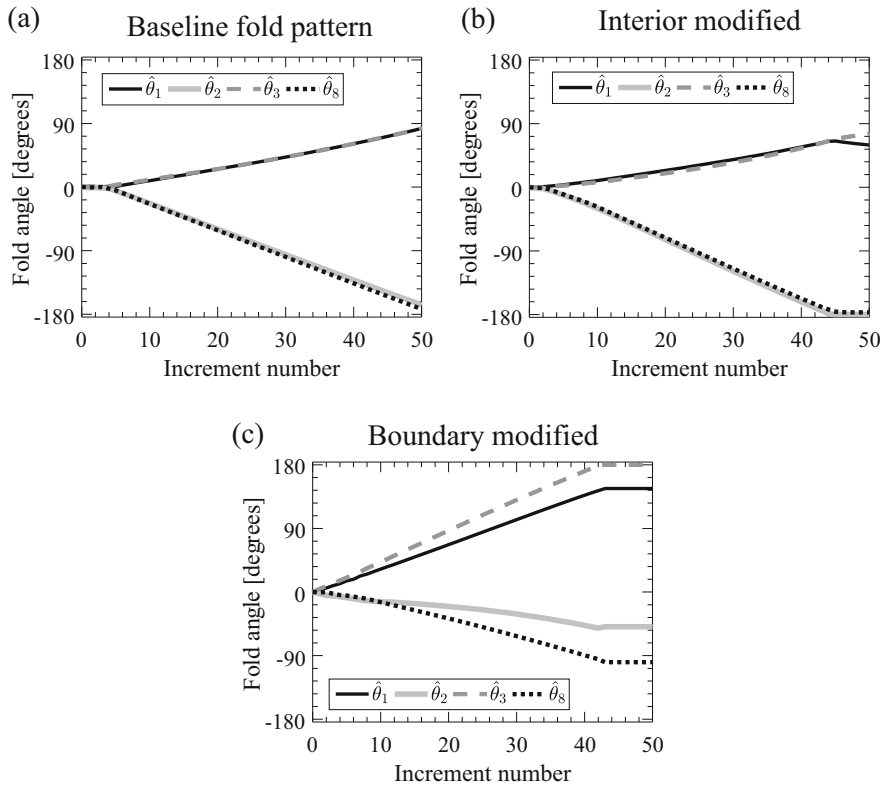 (a)
Baseline fold pattern
180
90
0
-90
-180
Fold angle [degrees]
θ̂₁ θ̂₂ θ̂₃ θ̂₈
0 10 20 30 40 50
Increment number
(b)
Interior modified
180
90
0
-90
-180
Fold angle [degrees]
θ̂₁ θ̂₂ θ̂₃ θ̂₈
0 10 20 30 40 50
Increment number
(c)
Boundary modified
180
90
0
-90
-180
Fold angle [degrees]
θ̂₁ θ̂₂ θ̂₃ θ̂₈
0 10 20 30 40 50
Increment number